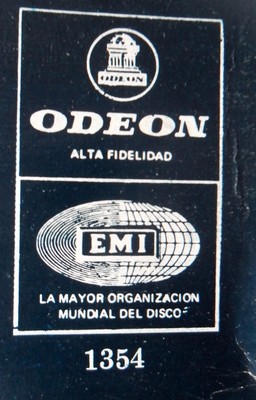 ODEON
ODEON
ALTA FIDELIDAD
EMI
LA MAYOR ORGANIZACION
MUNDIAL DEL DISCO
1354